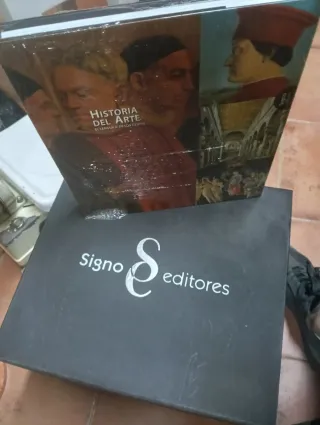 HISTORIA
DEL ARTE
Signo
editores